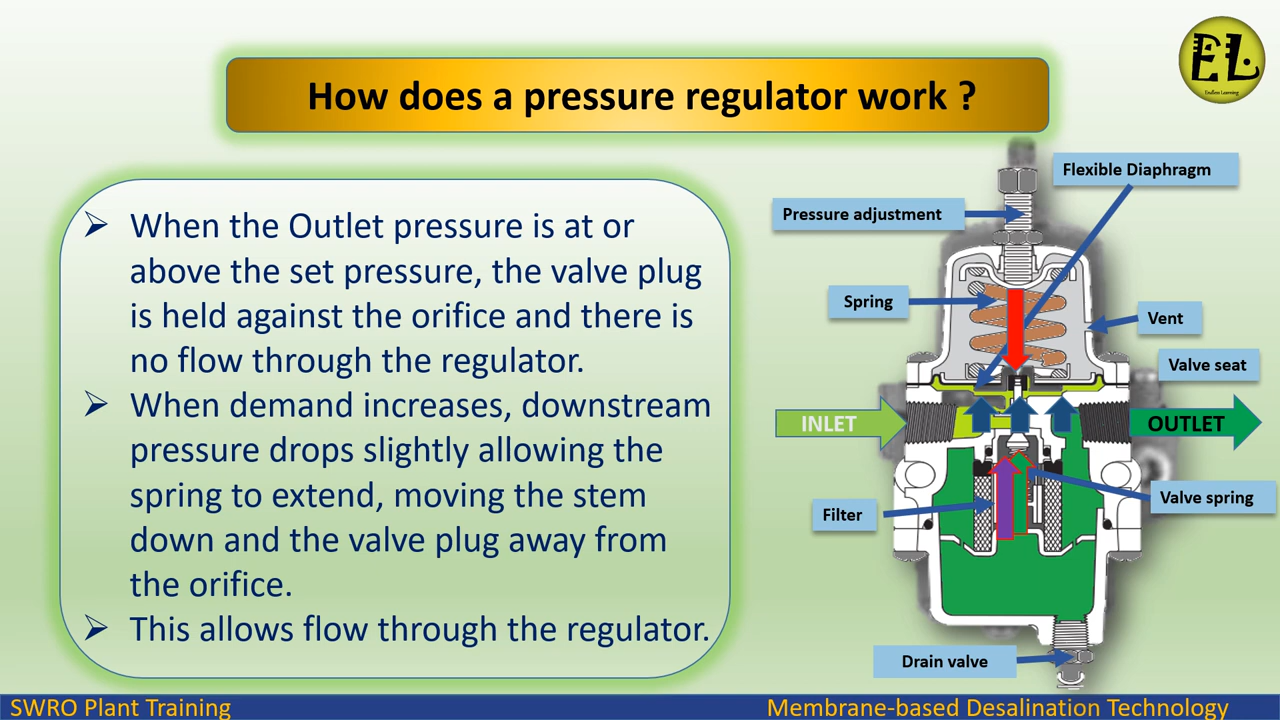 EL
Endless Learning
How does a pressure regulator work ?
➢ When the Outlet pressure is at or
above the set pressure, the valve plug
is held against the orifice and there is
no flow through the regulator.
➢ When demand increases, downstream
pressure drops slightly allowing the
spring to extend, moving the stem
down and the valve plug away from
the orifice.
➢ This allows flow through the regulator.
Flexible Diaphragm
Pressure adjustment
Spring
Vent
Valve seat
INLET
OUTLET
Valve spring
Filter
Drain valve
SWRO Plant Training
Membrane-based Desalination Technology